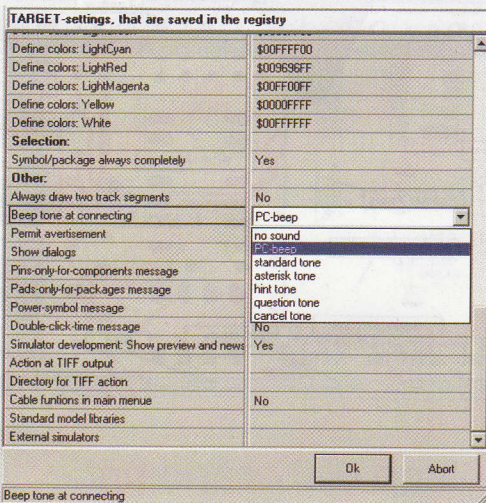 TARGET-settings, that are saved in the registry
Define colors: LightCyan $00FFFF00
Define colors: LightRed $009696FF
Define colors: LightMagenta $00FF00FF
Define colors: Yellow $0000FFFF
Define colors: White $00FFFFFF
Selection:
Symbol/package always completely Yes
Other:
Always draw two track segments No
Beep tone at connecting PC-beep
Permit avertisement no sound
PC-beep
Show dialogs standard tone
Pins-only-for-components message asterisk tone
hint tone
Pads-only-for-packages message question tone
Power-symbol message cancel tone
Double-click-time message No
Simulator development: Show preview and news Yes
Action at TIFF output
Directory for TIFF action
Cable funtions in main menue No
Standard model libraries
External simulators
Ok Abort
Beep tone at connecting